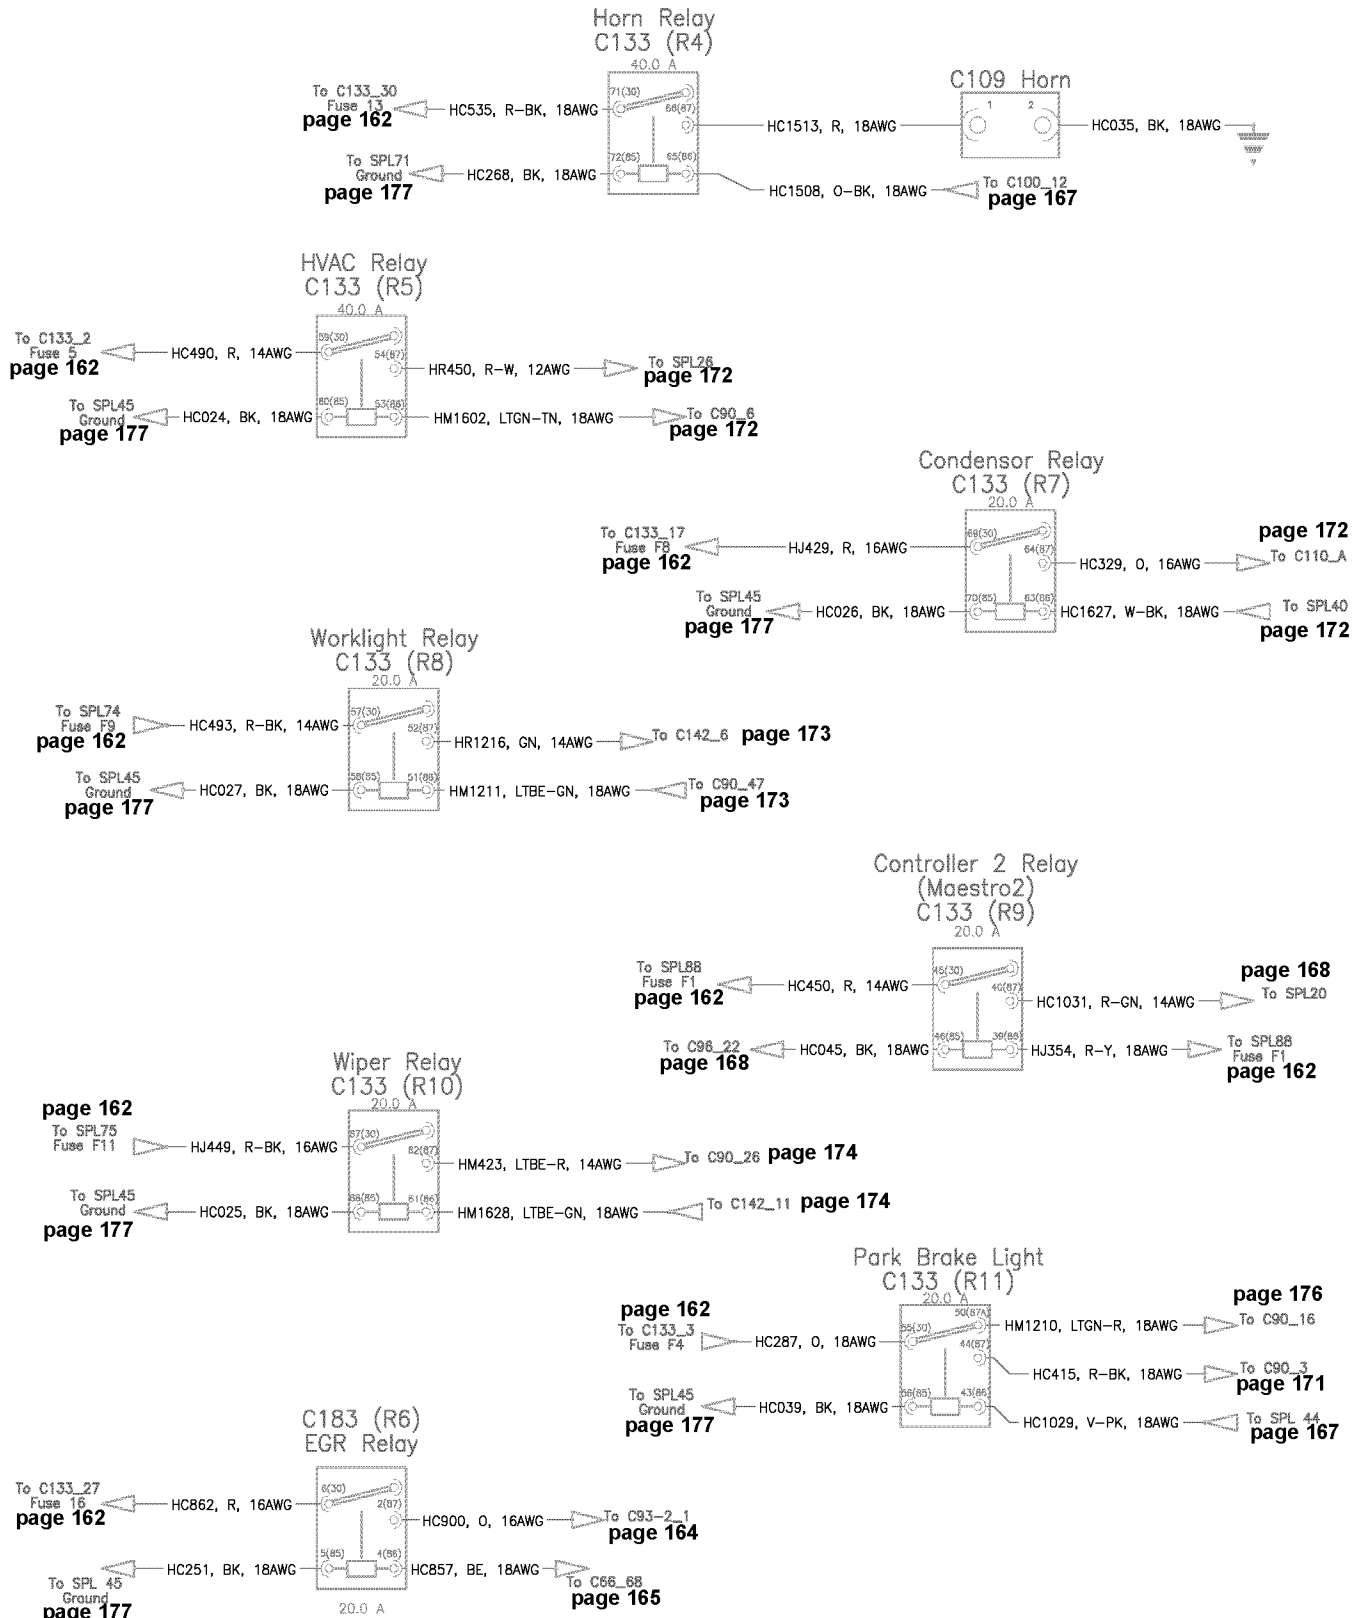 Horn Relay
C133 (R4)
40.0 A
To C133_30
Fuse 13
page 162
HC535, R-BK, 18AWG
71(30)
68(87)
HC1513, R, 18AWG
C109 Horn
1 2
HC035, BK, 18AWG
To SPL71
Ground
page 177
HC268, BK, 18AWG
72(85) 65(86)
HC1508, O-BK, 18AWG
To C100_12
page 167
HVAC Relay
C133 (R5)
40.0 A
To C133_2
Fuse 5
page 162
HC490, R, 14AWG
59(30)
54(87)
HR450, R-W, 12AWG
To SPL26
page 172
To SPL45
Ground
page 177
HC024, BK, 18AWG
60(85) 53(86)
HM1602, LTGN-TN, 18AWG
To C90_6
page 172
Condensor Relay
C133 (R7)
20.0 A
To C133_17
Fuse F8
page 162
HJ429, R, 16AWG
69(30)
64(87)
HC329, O, 16AWG
page 172
To C110_A
To SPL45
Ground
page 177
HC026, BK, 18AWG
70(85) 63(86)
HC1627, W-BK, 18AWG
To SPL40
page 172
Worklight Relay
C133 (R8)
20.0 A
To SPL74
Fuse F9
page 162
HC493, R-BK, 14AWG
57(30)
52(87)
HR1216, GN, 14AWG
To C142_6 page 173
To SPL45
Ground
page 177
HC027, BK, 18AWG
58(85) 51(86)
HM1211, LTBE-GN, 18AWG
To C90_47
page 173
Controller 2 Relay
(Maestro2)
C133 (R9)
20.0 A
To SPL88
Fuse F1
page 162
HC450, R, 14AWG
45(30)
40(87)
HC1031, R-GN, 14AWG
page 168
To SPL20
To C96_22
page 168
HC045, BK, 18AWG
46(85) 39(86)
HJ354, R-Y, 18AWG
To SPL88
Fuse F1
page 162
Wiper Relay
C133 (R10)
20.0 A
page 162
To SPL75
Fuse F11
HJ449, R-BK, 16AWG
67(30)
62(87)
HM423, LTBE-R, 14AWG
To C90_26 page 174
To SPL45
Ground
page 177
HC025, BK, 18AWG
68(85) 61(86)
HM1628, LTBE-GN, 18AWG
To C142_11 page 174
Park Brake Light
C133 (R11)
20.0 A
page 162
To C133_3
Fuse F4
HC287, O, 18AWG
55(30)
50(87A)
HM1210, LTGN-R, 18AWG
page 176
To C90_16
44(87)
HC415, R-BK, 18AWG
To C90_3
page 171
To SPL45
Ground
page 177
HC039, BK, 18AWG
56(85) 43(86
HC1029, V-PK, 18AWG
To SPL 44
page 167
C183 (R6)
EGR Relay
To C133_27
Fuse 16
page 162
HC862, R, 16AWG
6(30)
2(87)
HC900, O, 16AWG
To C93-2_1
page 164
HC251, BK, 18AWG
To SPL 45
Ground
page 177
5(85) 4(86)
HC857, BE, 18AWG
To C66_68
page 165
20.0 A